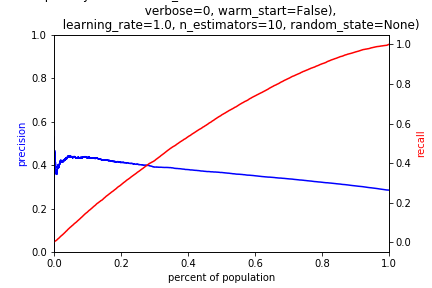 verbose=0, warm_start=False),
learning_rate=1.0, n_estimators=10, random_state=None)
1.0
0.8
0.6
0.4
0.2
0.0
precision
1.0
0.8
0.6
0.4
0.2
0.0
recall
0.0 0.2 0.4 0.6 0.8 1.0
percent of population